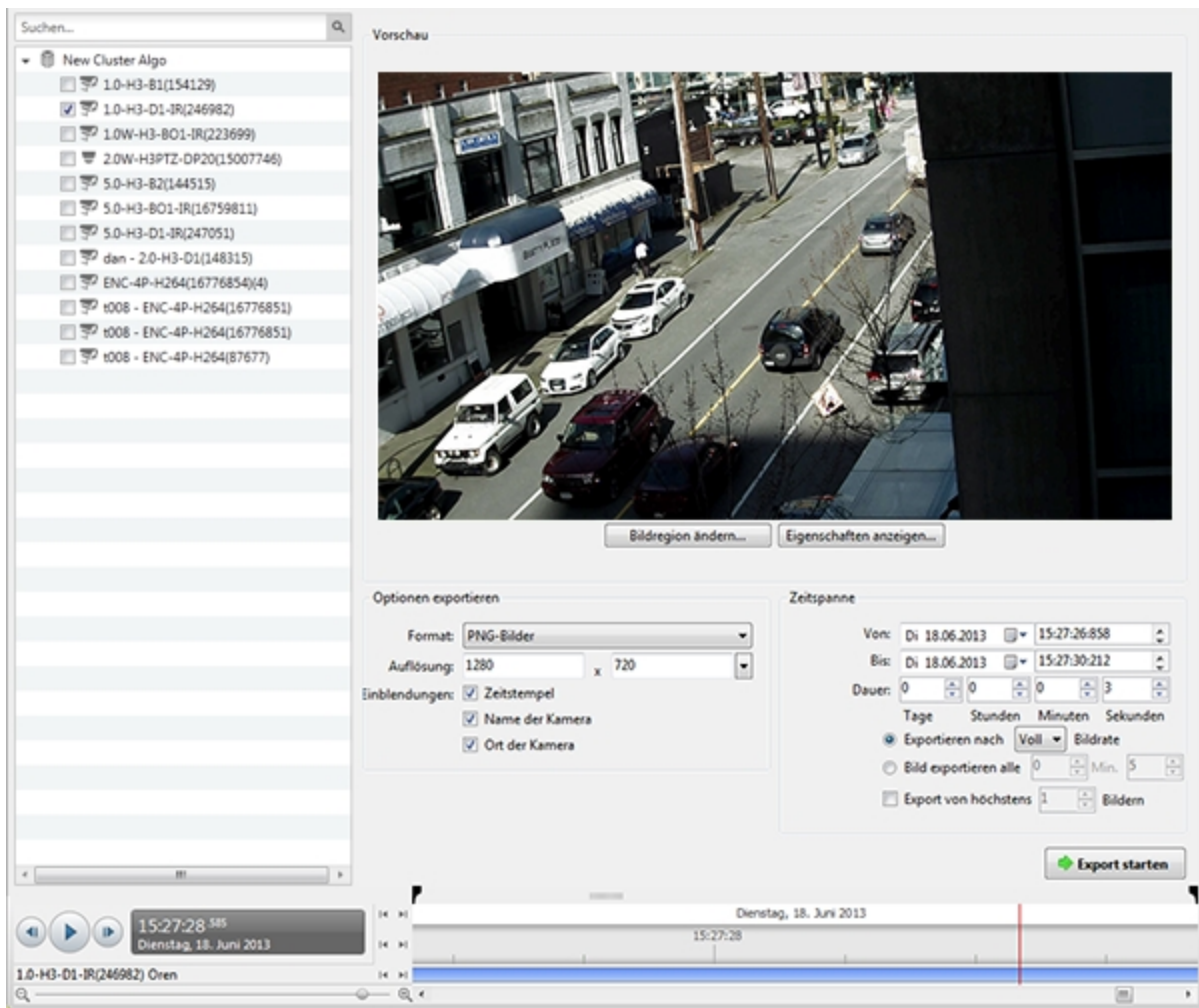 Suchen...
New Cluster Algo
1.0-H3-B1(154129)
1.0-H3-D1-IR(246982)
1.0W-H3-BO1-IR(223699)
2.0W-H3PTZ-DP20(15007746)
5.0-H3-B2(144515)
5.0-H3-BO1-IR(16759811)
5.0-H3-D1-IR(247051)
dan - 2.0-H3-D1(148315)
ENC-4P-H264(16776854)(4)
t008 - ENC-4P-H264(16776851)
t008 - ENC-4P-H264(16776851)
t008 - ENC-4P-H264(87677)
Vorschau
Bildregion ändern... Eigenschaften anzeigen...
Optionen exportieren
Format: PNG-Bilder
Auflösung: 1280 x 720
Einblendungen: Zeitstempel
Name der Kamera
Ort der Kamera
Zeitspanne
Von: Di 18.06.2013 15:27:26:858
Bis: Di 18.06.2013 15:27:30:212
Dauer: 0 0 0 3
Tage Stunden Minuten Sekunden
Exportieren nach Voll Bildrate
Bild exportieren alle 0 Min. 5
Export von höchstens 1 Bildern
Export starten
15:27:28.585
Dienstag, 18. Juni 2013
Dienstag, 18. Juni 2013
15:27:28
1.0-H3-D1-IR(246982) Oren